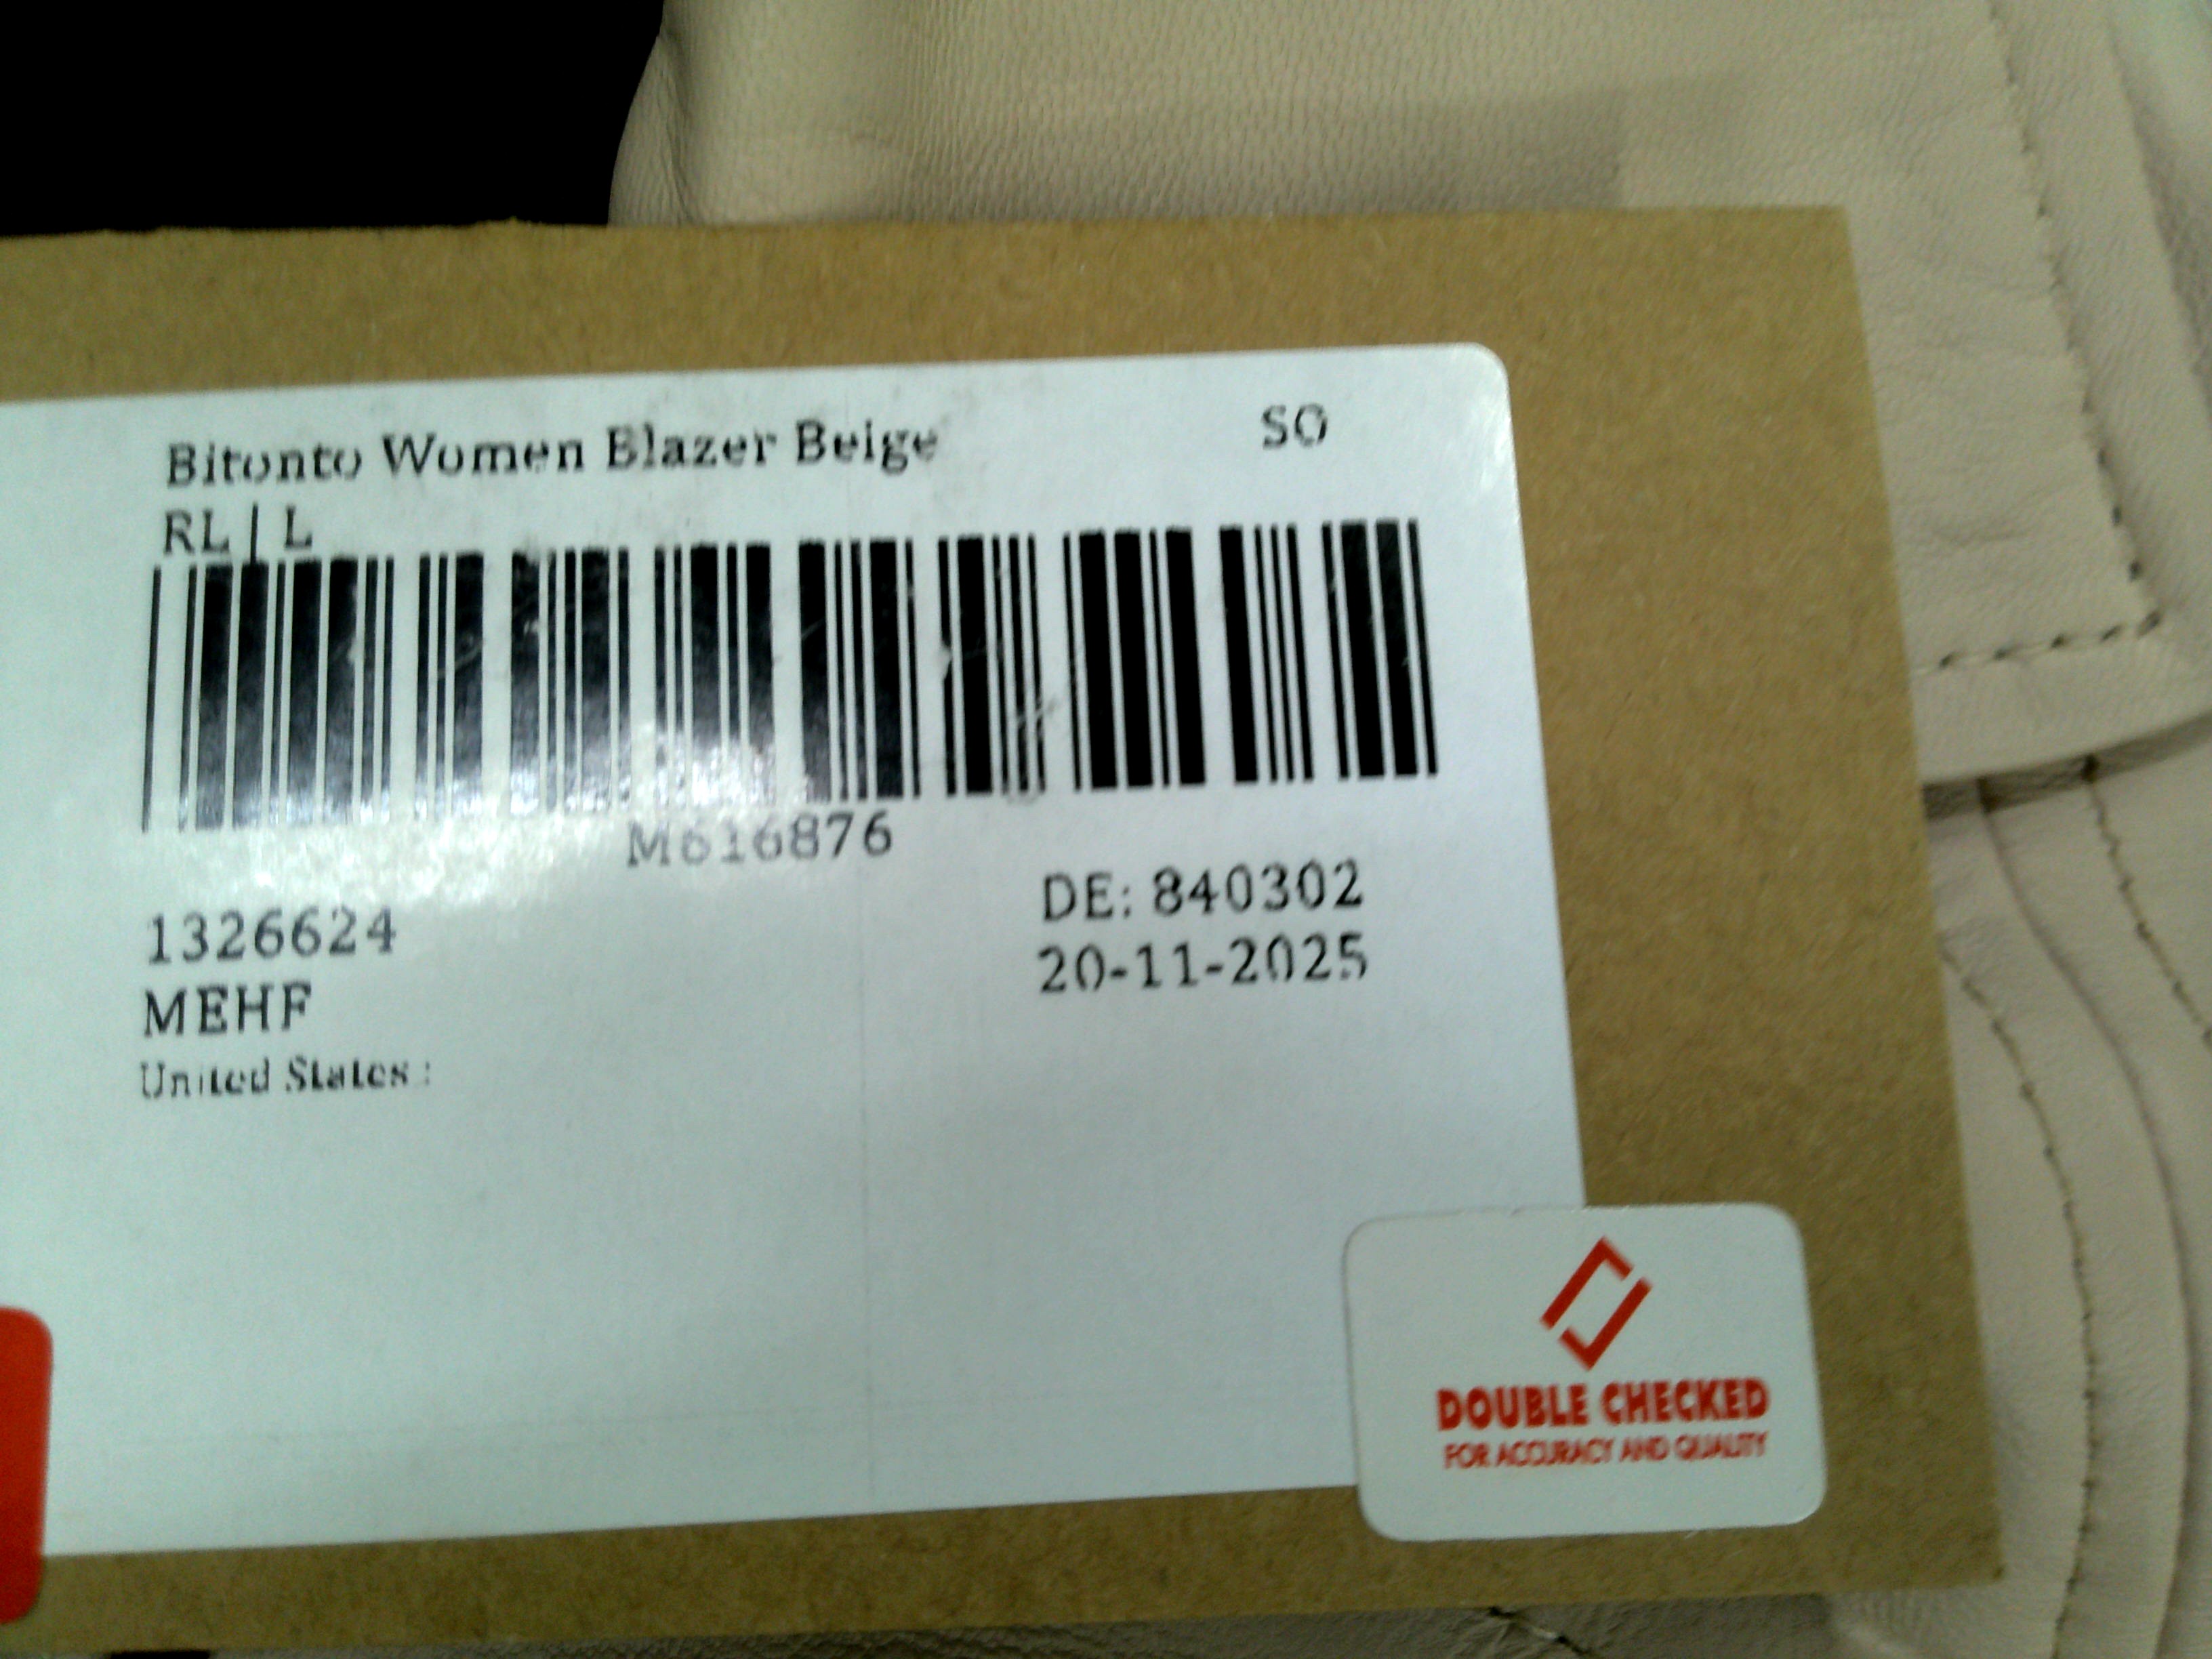 Bitonto Women Blazer Beige SO
RL | L
M616876
DE: 840302
1326624
20-11-2025
MEHF
United States :
DOUBLE CHECKED
FOR ACCURACY AND QUALITY